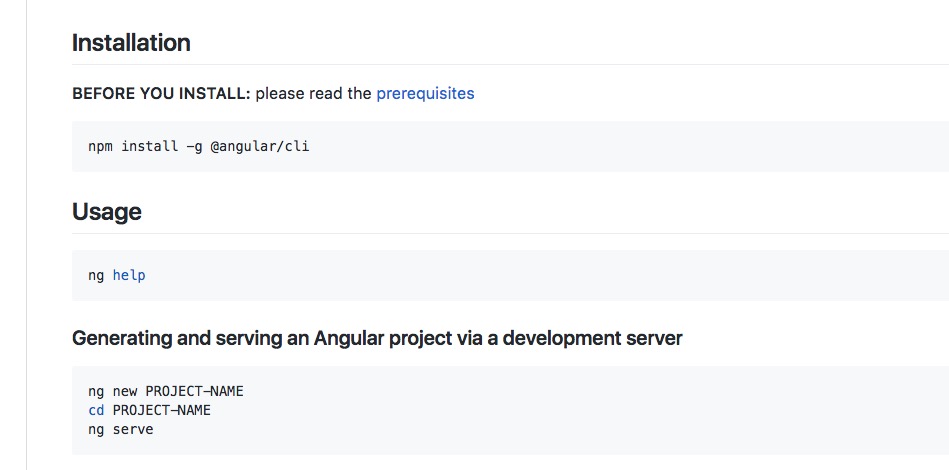 Installation
BEFORE YOU INSTALL: please read the prerequisites
npm install -g @angular/cli
Usage
ng help
Generating and serving an Angular project via a development server
ng new PROJECT-NAME
cd PROJECT-NAME
ng serve